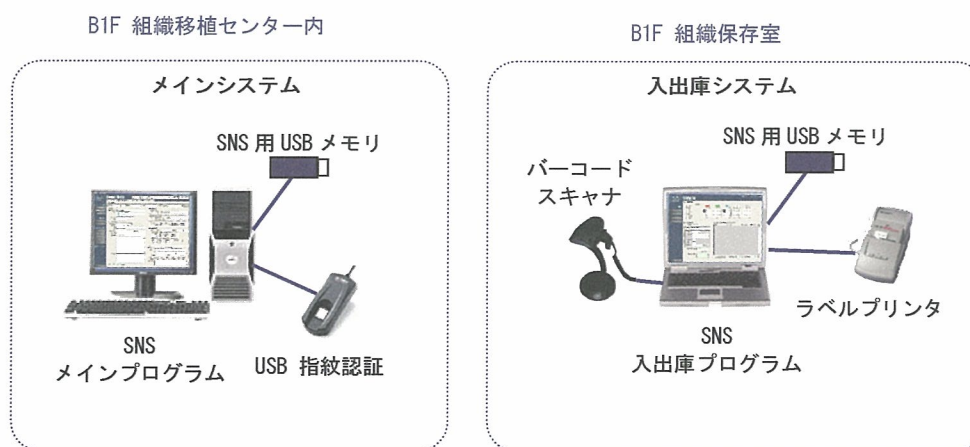 B1F 組織移植センター内
メインシステム
SNS 用 USB メモリ
SNS
メインプログラム
USB 指紋認証
B1F 組織保存室
入出庫システム
SNS 用 USB メモリ
バーコード
スキャナ
ラベルプリンタ
SNS
入出庫プログラム